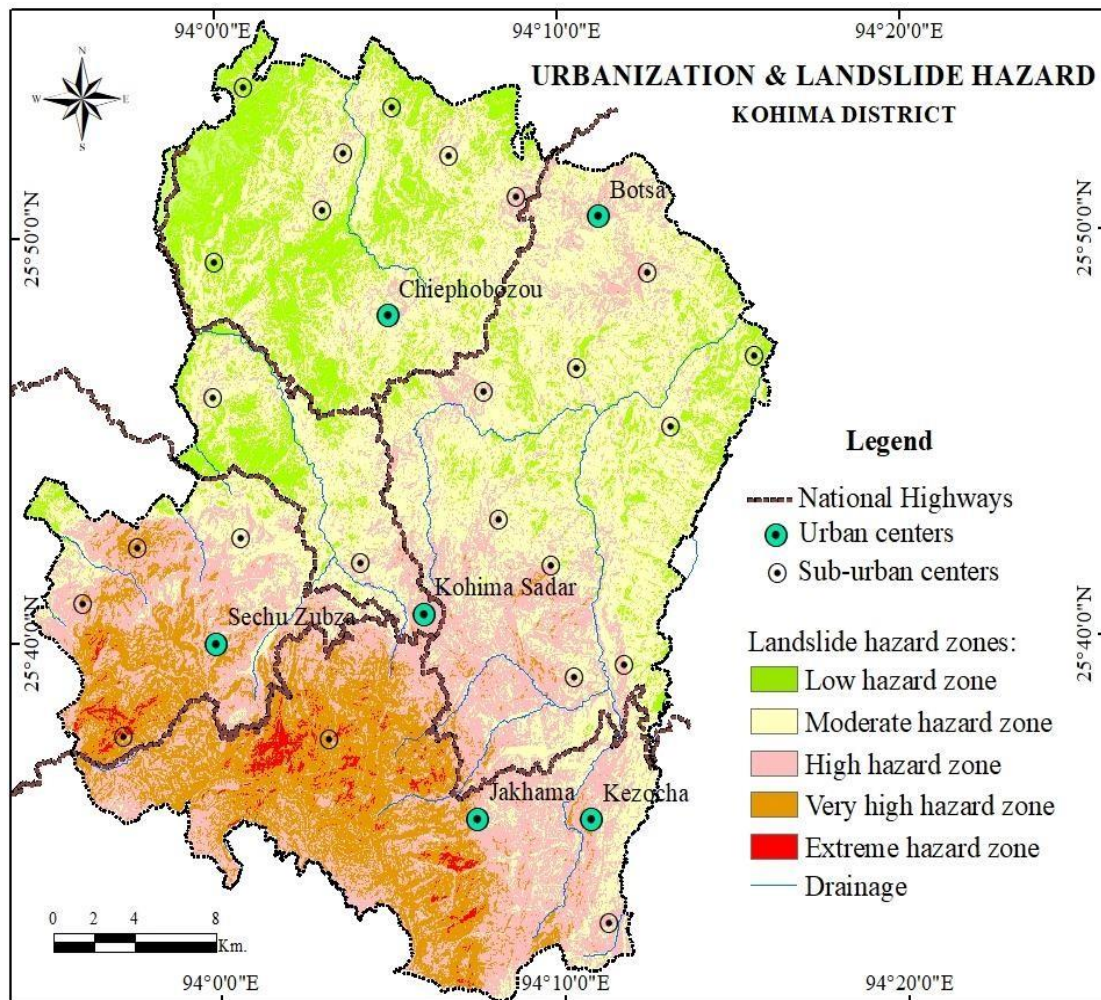 94°0'0"E
94°10'0"E
94°20'0"E
N
W
E
S
URBANIZATION & LANDSLIDE HAZARD
KOHIMA DISTRICT
25°50'0"N
25°50'0"N
Botsa
Chiephobozou
Legend
National Highways
Urban centers
Sub-urban centers
Kohima Sadar
Sechu Zubza
25°40'0"N
25°40'0"N
Landslide hazard zones:
Low hazard zone
Moderate hazard zone
High hazard zone
Very high hazard zone
Extreme hazard zone
Drainage
Jakhama
Kezocha
0 2 4 8
Km.
94°0'0"E
94°10'0"E
94°20'0"E